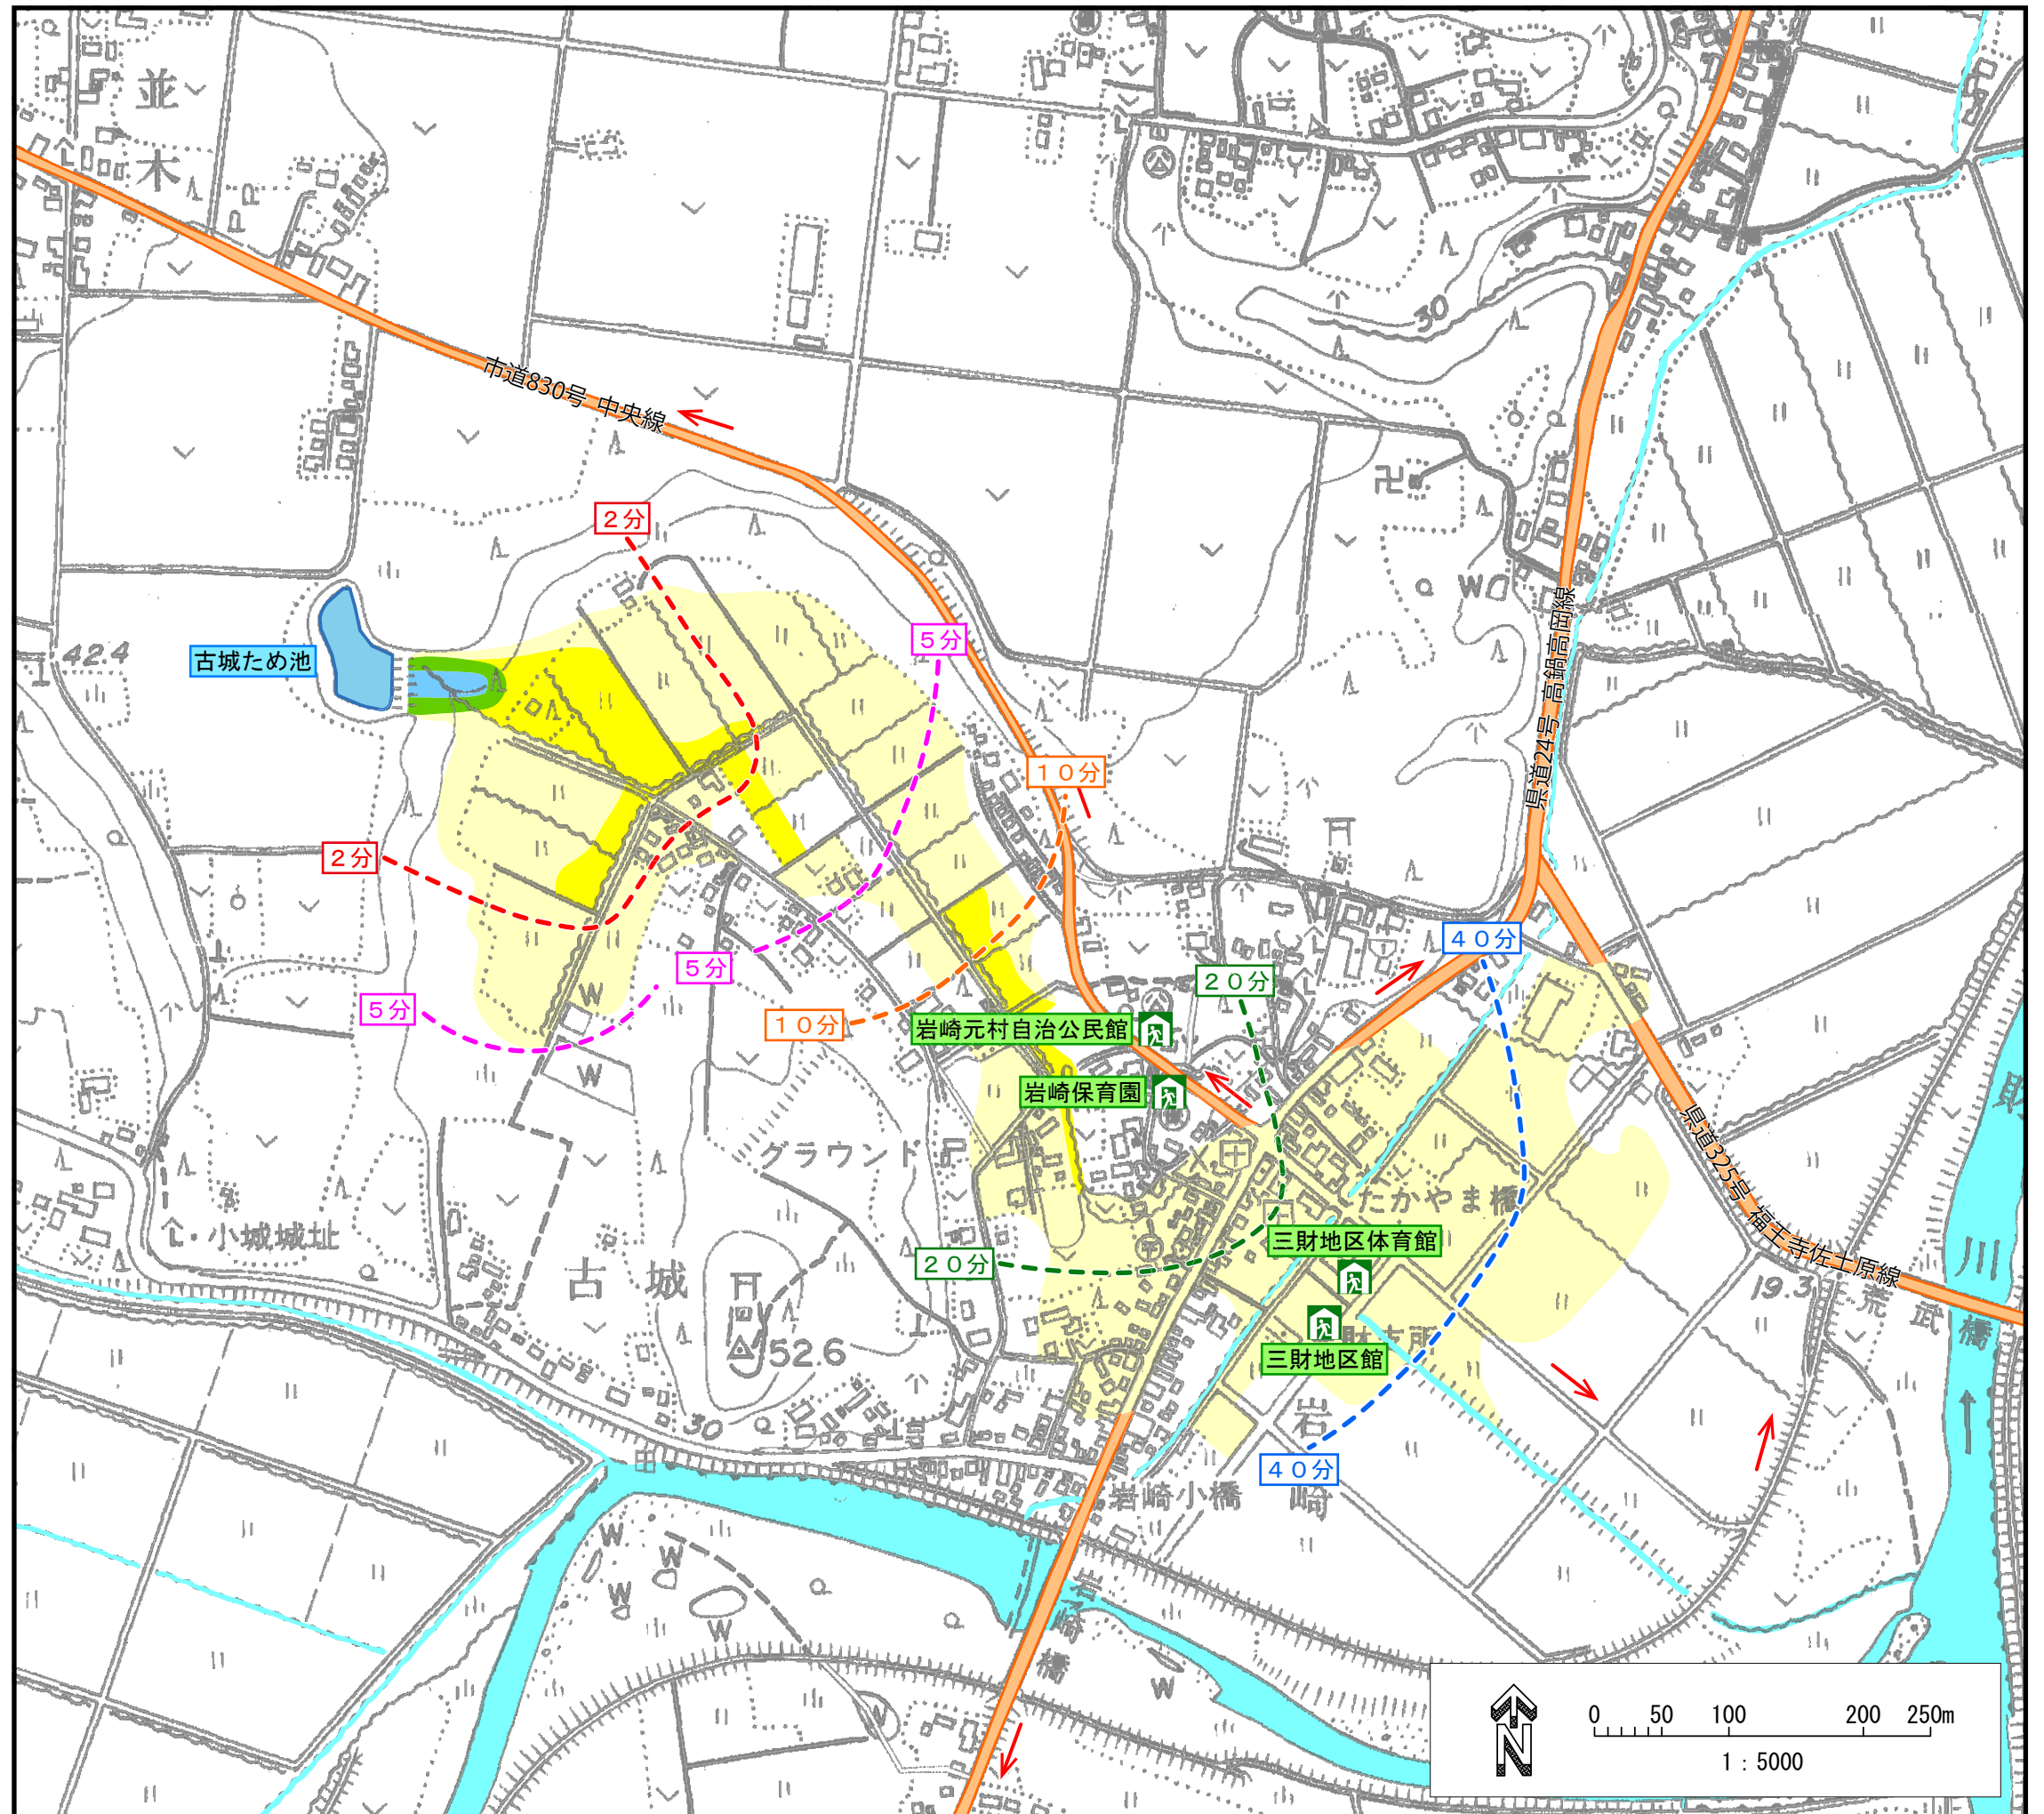 並木
30
市道830号 中央線
2分
5分
古城ため池
42.4
県道24号 高鍋高岡線
10分
2分
40分
5分
20分
5分
10分
岩崎元村自治公民館
岩崎保育園
県道325号 福王寺佐土原線
財川
グラウンド
たかやま橋
小城城址
三財地区体育館
20分
古城
19.3
荒武橋
52.6
三財地区館
30
岩崎
40分
岩崎小橋
岩崎橋
W
W
W
W
W
W
W
W
N
0 50 100 200 250m
1：5000